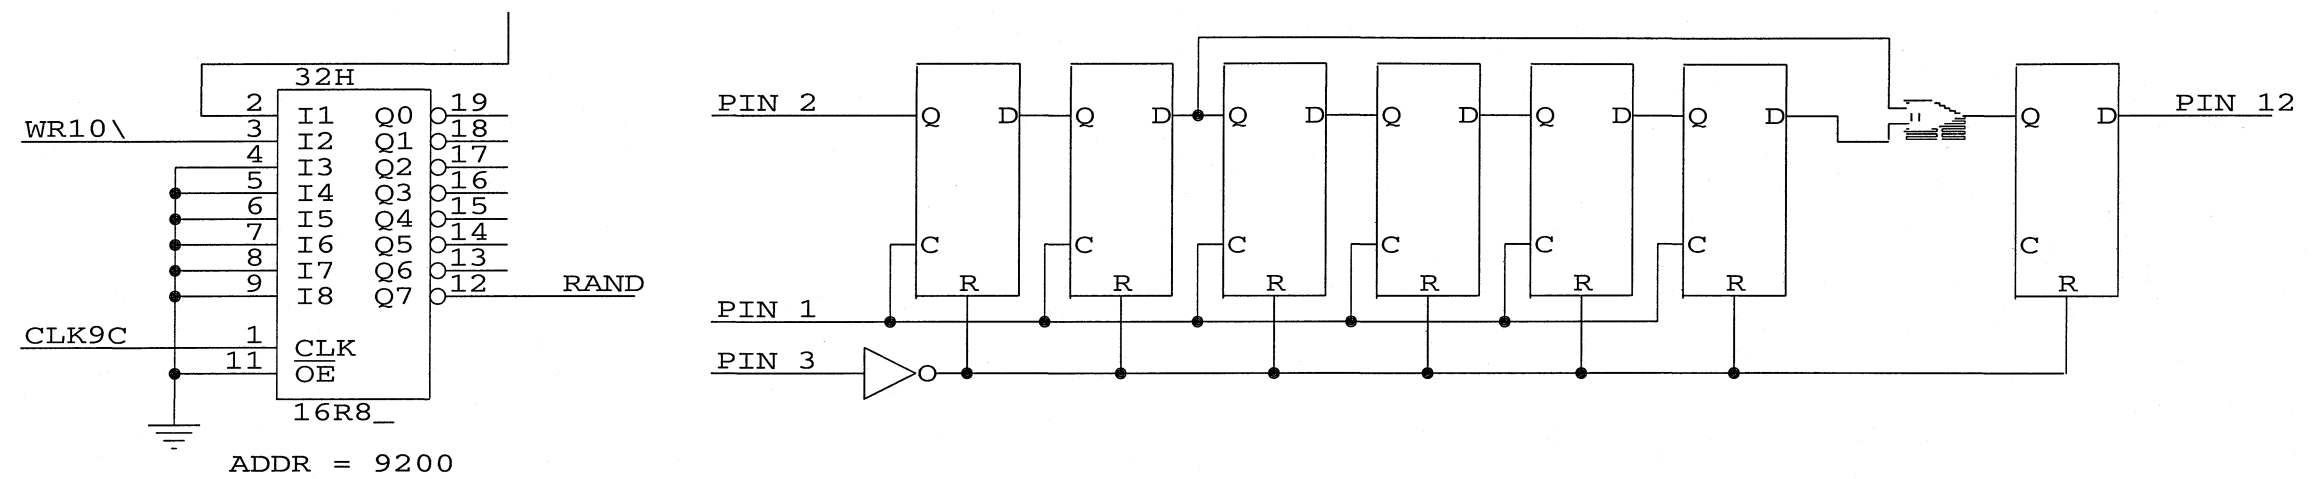 32H
2 I1 Q0 19
WR10\ 3 I2 Q1 18
4 I3 Q2 17
5 I4 Q3 16
6 I5 Q4 15
7 I6 Q5 14
8 I7 Q6 13
9 I8 Q7 12 RAND
CLK9C 1 CLK
11 OE
16R8_
ADDR = 9200
PIN 2 Q D Q D Q D Q D Q D Q D Q D PIN 12
C C C C C C C
R R R R R R R
PIN 1
PIN 3